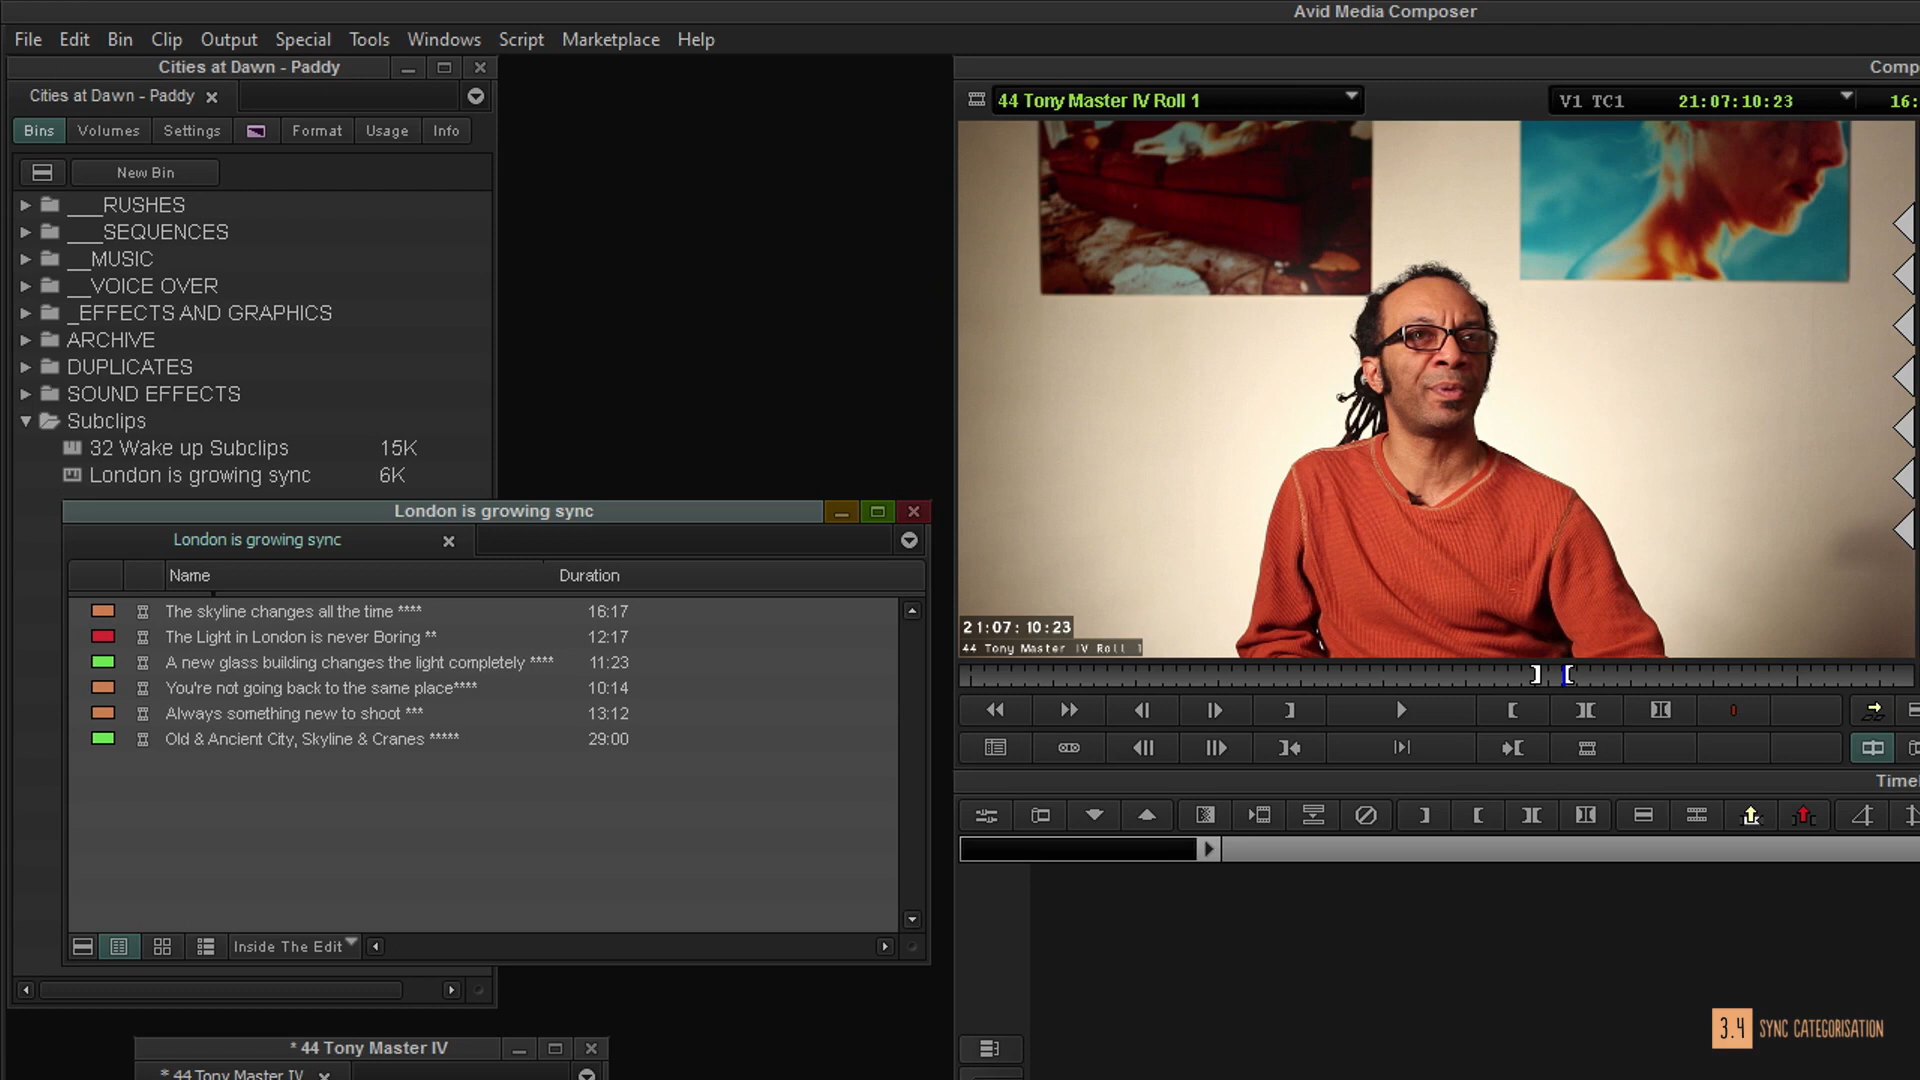 Avid Media Composer
File Edit Bin Clip Output Special Tools Windows Script Marketplace Help
Cities at Dawn - Paddy
Comp
Cities at Dawn - Paddy
44 Tony Master IV Roll 1
V1 TC1 21:07:10:23 16:
Bins Volumes Settings Format Usage Info
New Bin
___RUSHES
___SEQUENCES
__MUSIC
__VOICE OVER
_EFFECTS AND GRAPHICS
ARCHIVE
DUPLICATES
SOUND EFFECTS
Subclips
32 Wake up Subclips 15K
London is growing sync 6K
London is growing sync
London is growing sync
Name Duration
The skyline changes all the time **** 16:17
The Light in London is never Boring ** 12:17
A new glass building changes the light completely **** 11:23
You're not going back to the same place**** 10:14
Always something new to shoot *** 13:12
Old & Ancient City, Skyline & Cranes ***** 29:00
Inside The Edit
21:07:10:23
44 Tony Master IV Roll 1
0
Timel
* 44 Tony Master IV
* 44 Tony Master IV
3.4 SYNC CATEGORISATION